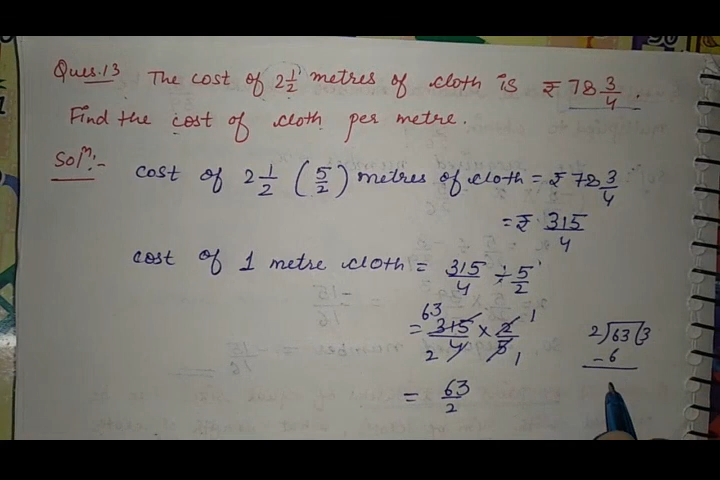 Ques.13 The cost of 2 1/2 metres of cloth is ₹ 78 3/4.
Find the cost of cloth per metre.
Solⁿ:- cost of 2 1/2 (5/2) metres of cloth = ₹ 78 3/4
= ₹ 315/4
cost of 1 metre cloth = 315/4 ÷ 5/2
63 1
= 315/4 × 2/5
2 1
= 63/2
2)63(3
-6